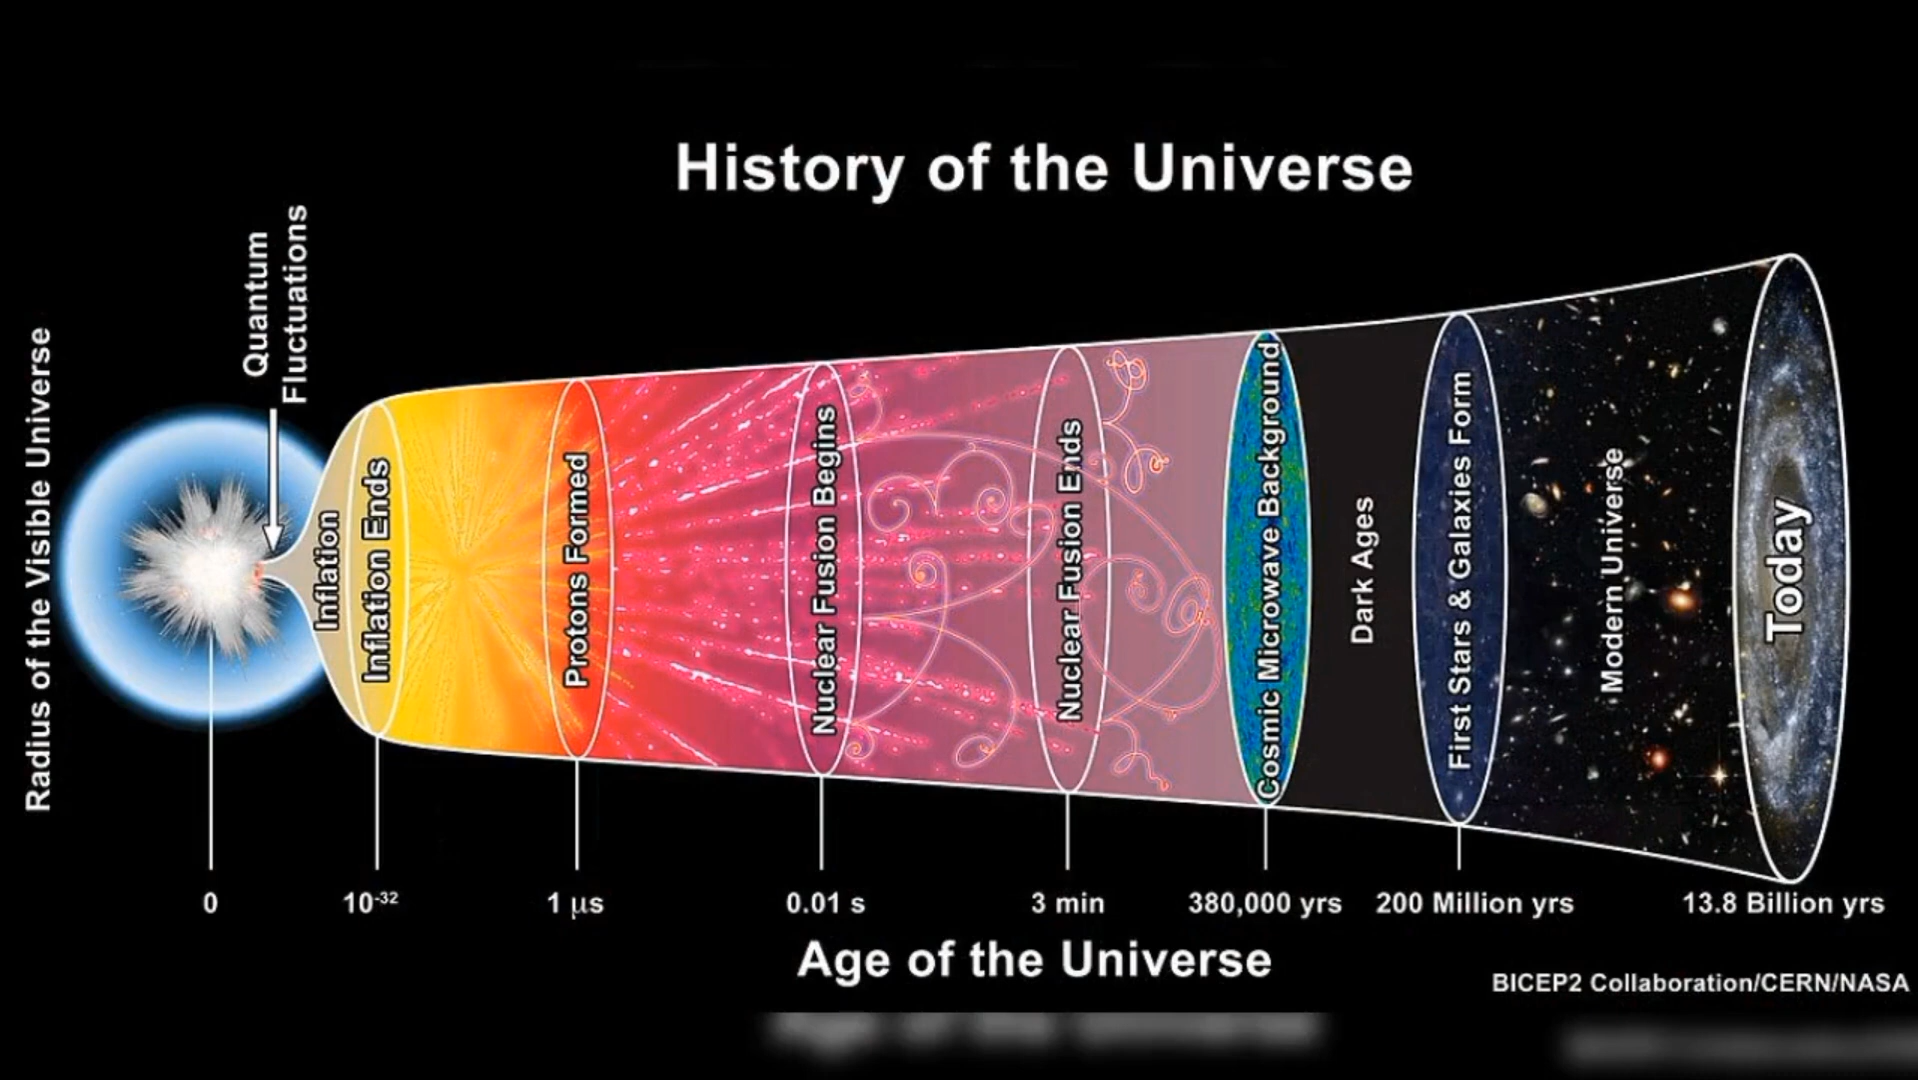 History of the Universe
Radius of the Visible Universe
Quantum
Fluctuations
Inflation
Inflation Ends
Protons Formed
Nuclear Fusion Begins
Nuclear Fusion Ends
Cosmic Microwave Background
Dark Ages
First Stars & Galaxies Form
Modern Universe
Today
0
10⁻³²
1 µs
0.01 s
3 min
380,000 yrs
200 Million yrs
13.8 Billion yrs
Age of the Universe
BICEP2 Collaboration/CERN/NASA